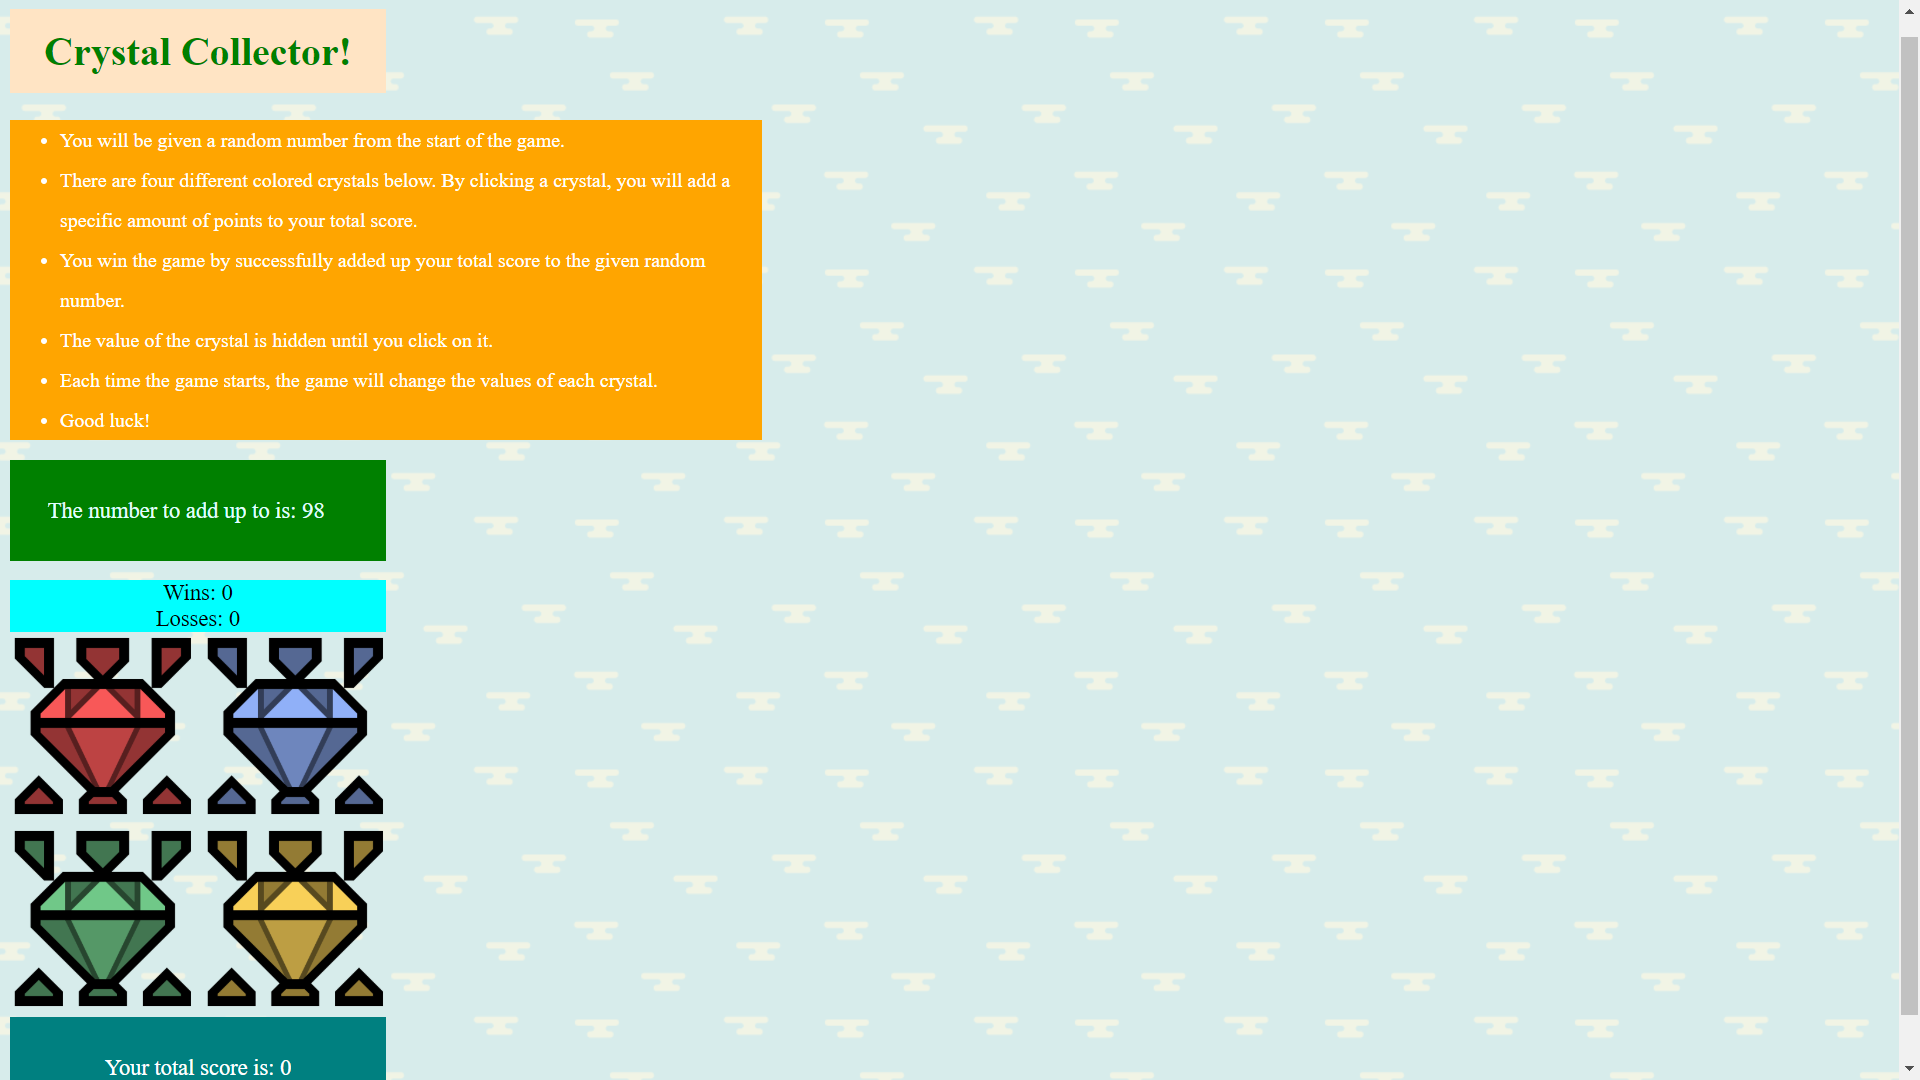 Crystal Collector!
• You will be given a random number from the start of the game.
• There are four different colored crystals below. By clicking a crystal, you will add a
specific amount of points to your total score.
• You win the game by successfully added up your total score to the given random
number.
• The value of the crystal is hidden until you click on it.
• Each time the game starts, the game will change the values of each crystal.
• Good luck!
The number to add up to is: 98
Wins: 0
Losses: 0
Your total score is: 0